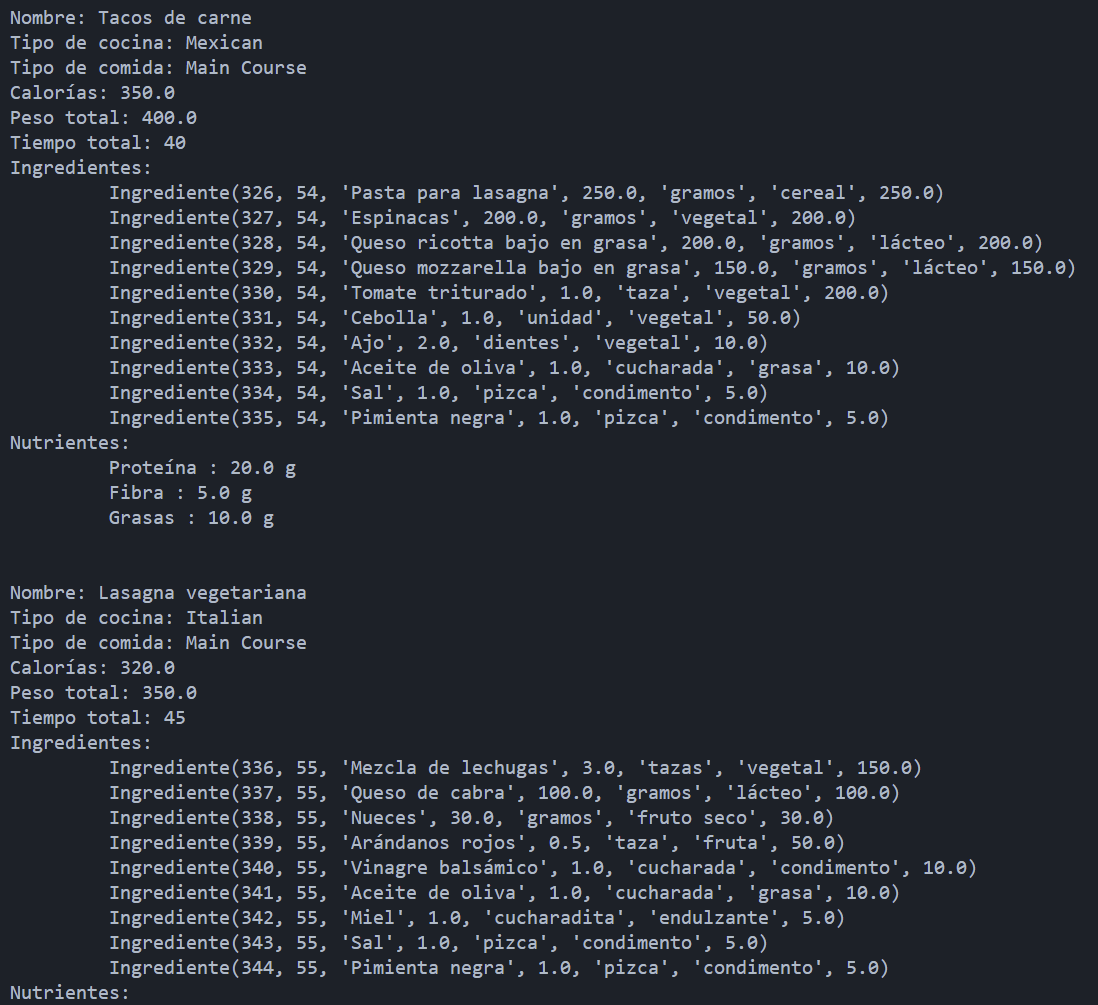 Nombre: Tacos de carne
Tipo de cocina: Mexican
Tipo de comida: Main Course
Calorías: 350.0
Peso total: 400.0
Tiempo total: 40
Ingredientes:
Ingrediente(326, 54, 'Pasta para lasagna', 250.0, 'gramos', 'cereal', 250.0)
Ingrediente(327, 54, 'Espinacas', 200.0, 'gramos', 'vegetal', 200.0)
Ingrediente(328, 54, 'Queso ricotta bajo en grasa', 200.0, 'gramos', 'lácteo', 200.0)
Ingrediente(329, 54, 'Queso mozzarella bajo en grasa', 150.0, 'gramos', 'lácteo', 150.0)
Ingrediente(330, 54, 'Tomate triturado', 1.0, 'taza', 'vegetal', 200.0)
Ingrediente(331, 54, 'Cebolla', 1.0, 'unidad', 'vegetal', 50.0)
Ingrediente(332, 54, 'Ajo', 2.0, 'dientes', 'vegetal', 10.0)
Ingrediente(333, 54, 'Aceite de oliva', 1.0, 'cucharada', 'grasa', 10.0)
Ingrediente(334, 54, 'Sal', 1.0, 'pizca', 'condimento', 5.0)
Ingrediente(335, 54, 'Pimienta negra', 1.0, 'pizca', 'condimento', 5.0)
Nutrientes:
Proteína : 20.0 g
Fibra : 5.0 g
Grasas : 10.0 g
Nombre: Lasagna vegetariana
Tipo de cocina: Italian
Tipo de comida: Main Course
Calorías: 320.0
Peso total: 350.0
Tiempo total: 45
Ingredientes:
Ingrediente(336, 55, 'Mezcla de lechugas', 3.0, 'tazas', 'vegetal', 150.0)
Ingrediente(337, 55, 'Queso de cabra', 100.0, 'gramos', 'lácteo', 100.0)
Ingrediente(338, 55, 'Nueces', 30.0, 'gramos', 'fruto seco', 30.0)
Ingrediente(339, 55, 'Arándanos rojos', 0.5, 'taza', 'fruta', 50.0)
Ingrediente(340, 55, 'Vinagre balsámico', 1.0, 'cucharada', 'condimento', 10.0)
Ingrediente(341, 55, 'Aceite de oliva', 1.0, 'cucharada', 'grasa', 10.0)
Ingrediente(342, 55, 'Miel', 1.0, 'cucharadita', 'endulzante', 5.0)
Ingrediente(343, 55, 'Sal', 1.0, 'pizca', 'condimento', 5.0)
Ingrediente(344, 55, 'Pimienta negra', 1.0, 'pizca', 'condimento', 5.0)
Nutrientes: